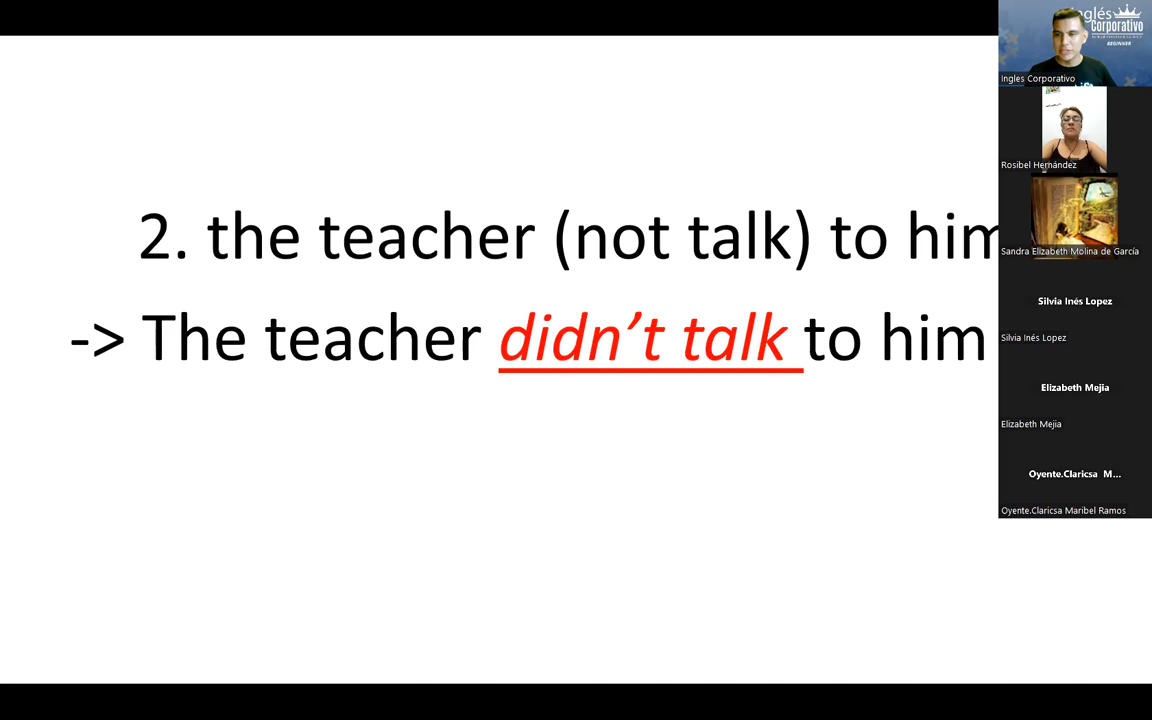 2. the teacher (not talk) to him
-> The teacher didn’t talk to him
Inglés
Corporativo
BEGINNER
Ingles Corporativo
Rosibel Hernández
Sandra Elizabeth Molina de García
Silvia Inés Lopez
Silvia Inés Lopez
Elizabeth Mejia
Elizabeth Mejia
Oyente.Claricsa M...
Oyente.Claricsa Maribel Ramos